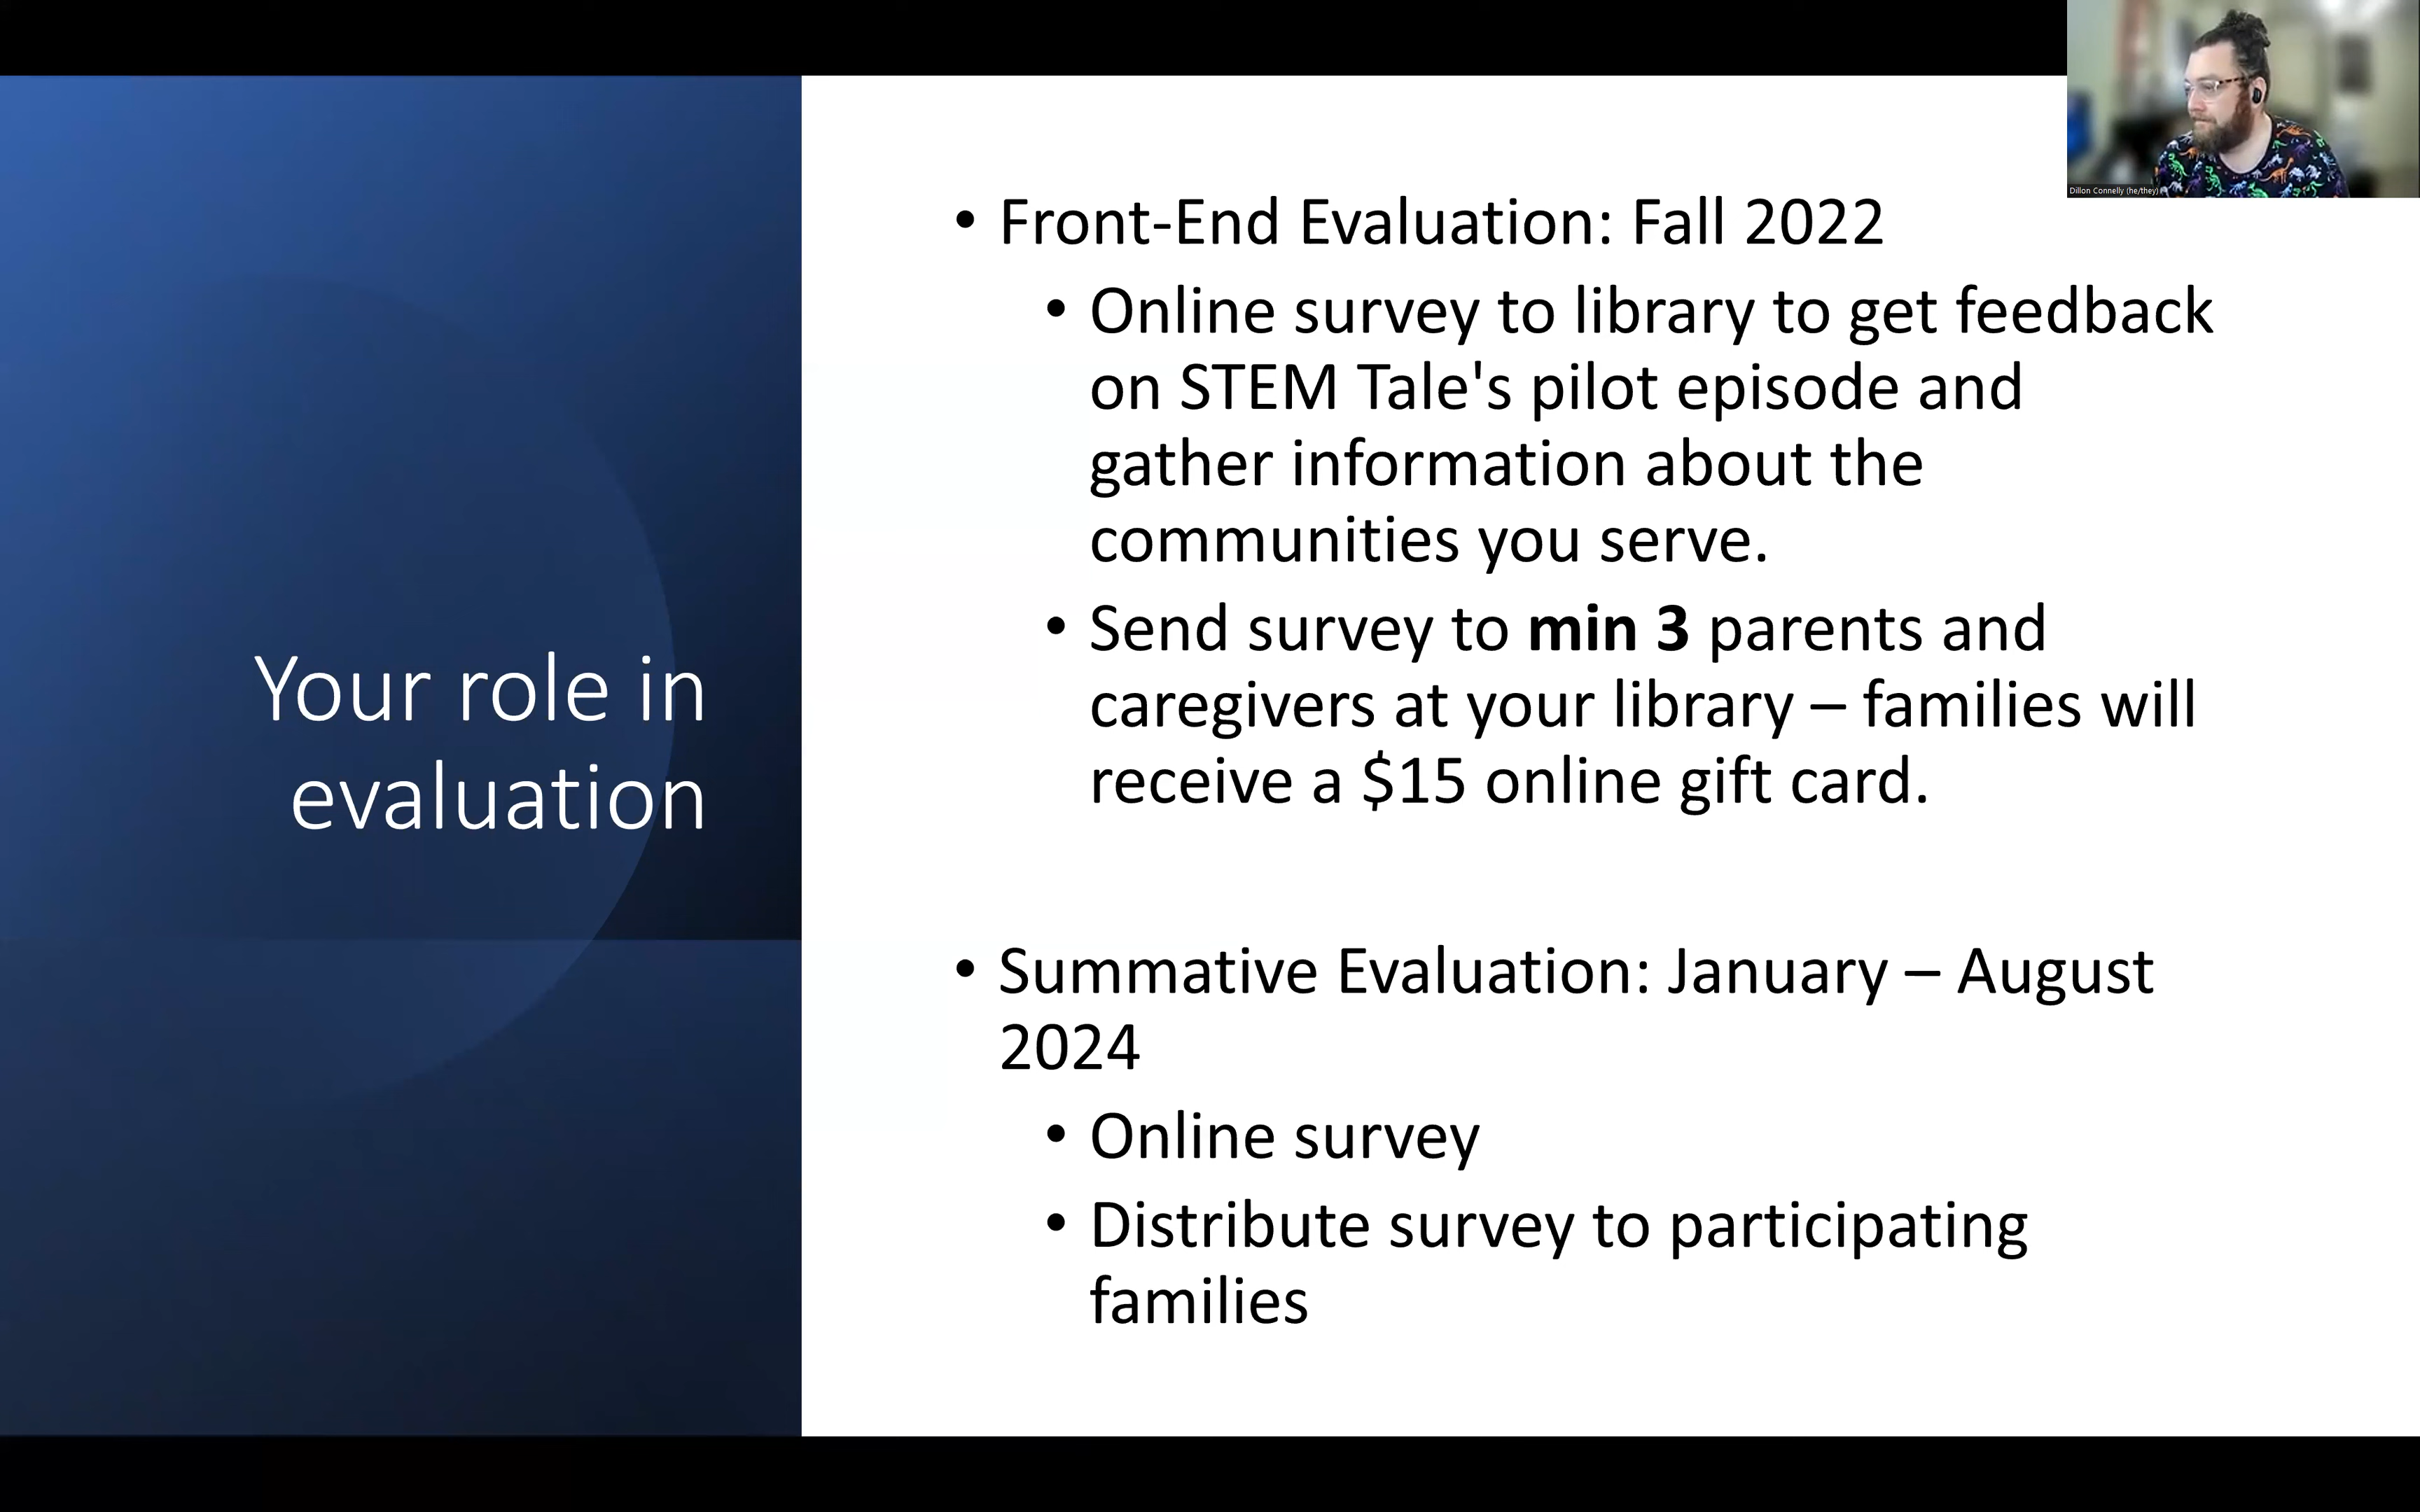 Dillon Connelly (he/they)
Your role in
evaluation
• Front-End Evaluation: Fall 2022
• Online survey to library to get feedback
on STEM Tale's pilot episode and
gather information about the
communities you serve.
• Send survey to min 3 parents and
caregivers at your library – families will
receive a $15 online gift card.
• Summative Evaluation: January – August
2024
• Online survey
• Distribute survey to participating
families